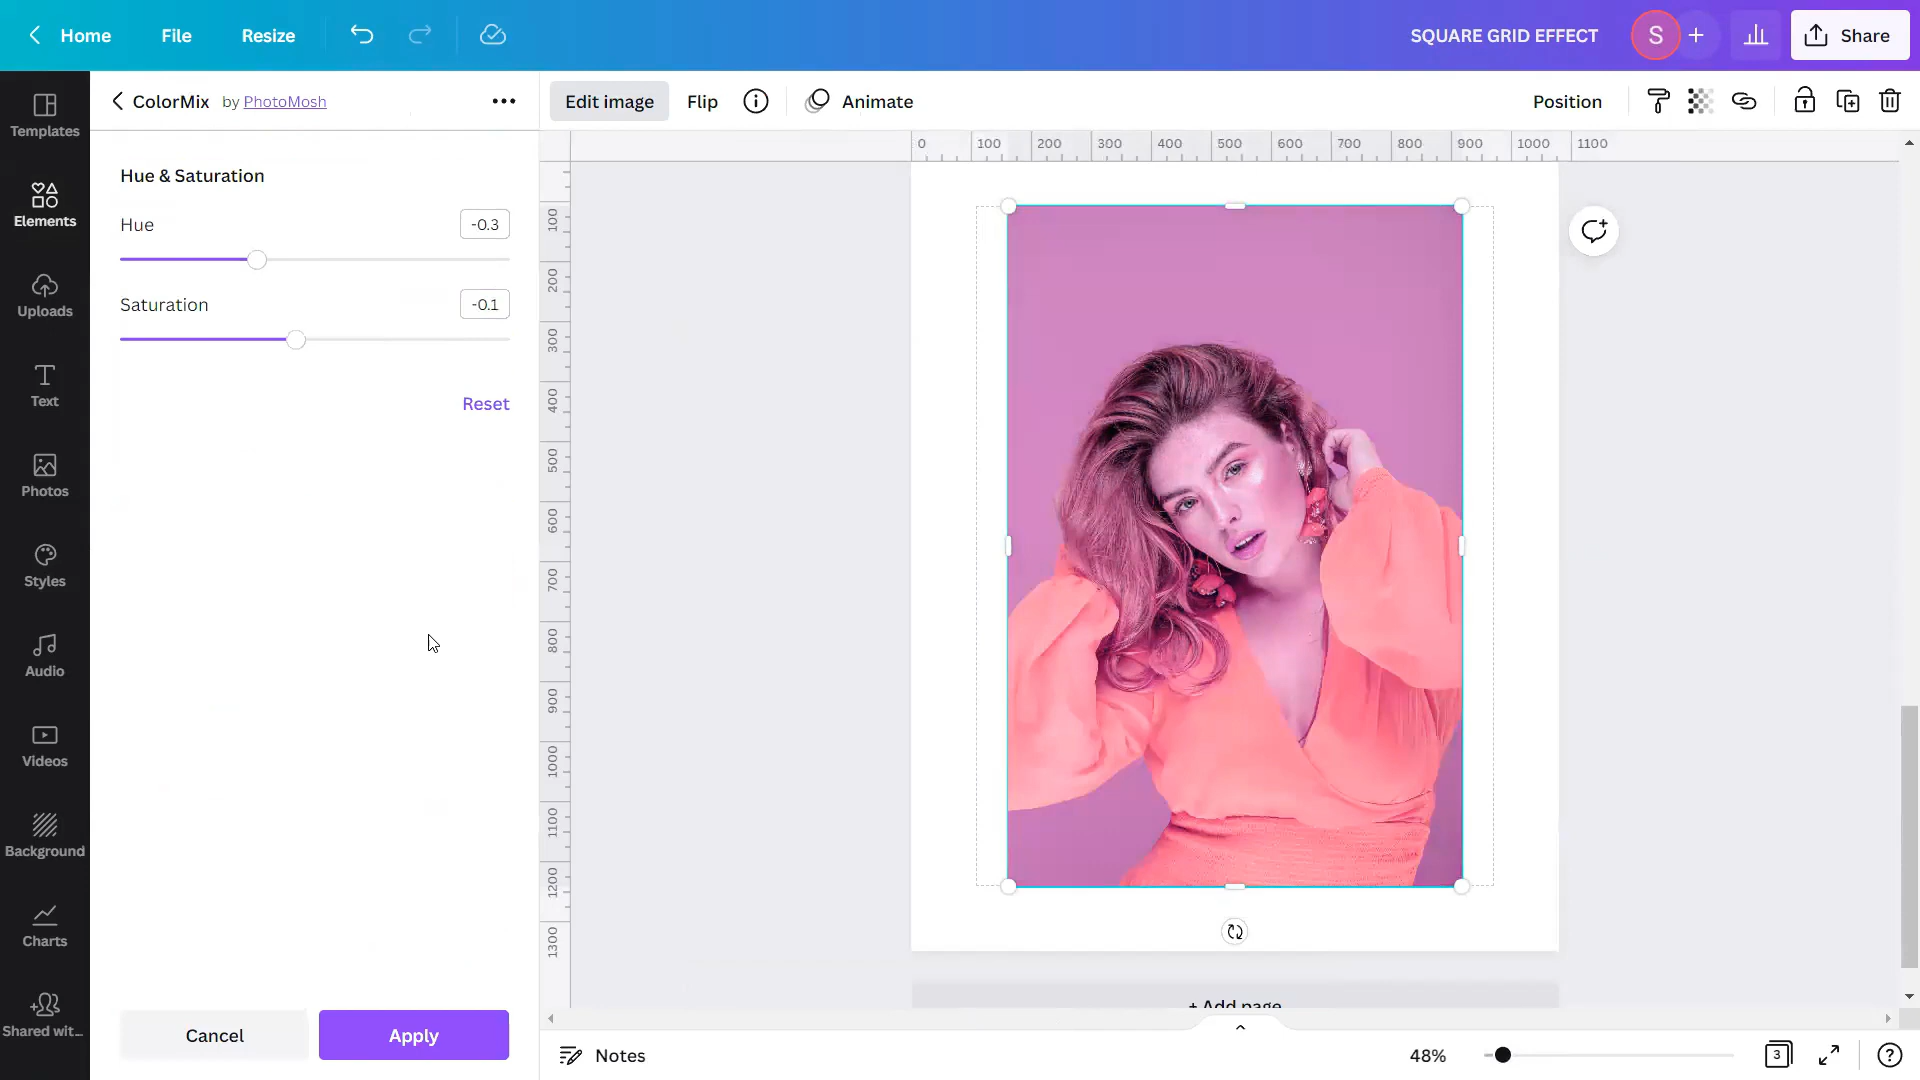 Home File Resize SQUARE GRID EFFECT S Share
Templates
Elements
Uploads
Text
Photos
Styles
Audio
Videos
Background
Charts
Shared wit...
ColorMix by PhotoMosh
Hue & Saturation
Hue -0.3
Saturation -0.1
Reset
Cancel Apply
Edit image Flip Animate Position
0 100 200 300 400 500 600 700 800 900 1000 1100
100
200
300
400
500
600
700
800
900
1000
1100
1200
1300
+ Add page
Notes 48% 3